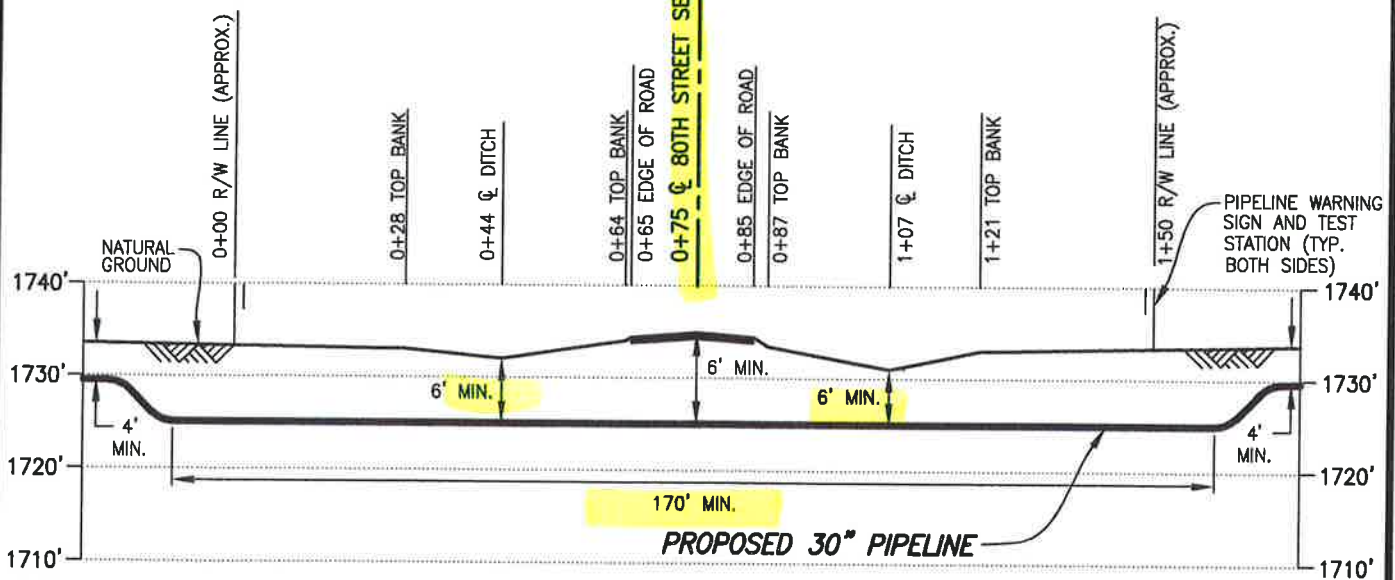 0+00 R/W LINE (APPROX.)
0+28 TOP BANK
0+44 ℄ DITCH
0+64 TOP BANK
0+65 EDGE OF ROAD
0+75 ℄ 80TH STREET SE
0+85 EDGE OF ROAD
0+87 TOP BANK
1+07 ℄ DITCH
1+21 TOP BANK
1+50 R/W LINE (APPROX.)
NATURAL
GROUND
PIPELINE WARNING
SIGN AND TEST
STATION (TYP.
BOTH SIDES)
1740'
1740'
1730'
1730'
6' MIN.
6' MIN.
6' MIN.
4'
MIN.
4'
MIN.
1720'
1720'
170' MIN.
PROPOSED 30" PIPELINE
1710'
1710'